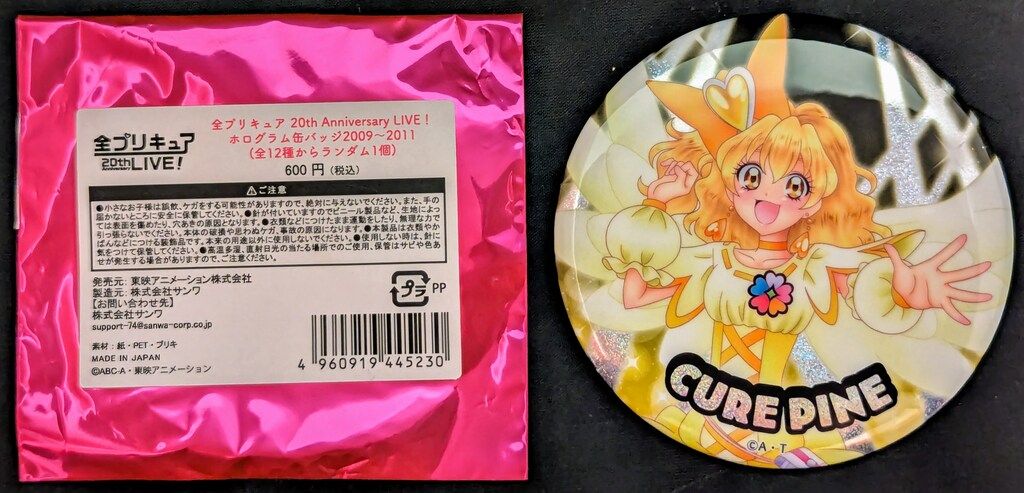 全プリキュア
20th Anniversary LIVE!
全プリキュア 20th Anniversary LIVE!
ホログラム缶バッジ2009～2011
(全12種からランダム1個)
600 円 (税込)
⚠ご注意
●小さなお子様は誤飲、ケガをする可能性がありますので、絶対に与えないでください。また、手の
届かないところに安全に保管してください。●針が付いていますのでビニール製品など、生地によっ
ては表面を傷めたり、穴あきの原因となります。●衣類などにつけたまま運動をしたり、無理な力で
引っ張らないでください。本体の破損や思わぬケガ、事故の原因になります。●本製品は衣類やか
ばんなどにつける装飾品です。本来の用途以外に使用しないでください。●使用しない時は、針に
気をつけて保管してください。●高温多湿、直射日光の当たる場所でのご使用、保管はサビや色あ
せが発生する場合がありますので、ご注意ください。
発売元: 東映アニメーション株式会社
製造元: 株式会社サンワ
【お問い合わせ先】
株式会社サンワ
support-74@sanwa-corp.co.jp
プラ PP
素材:紙・PET・ブリキ
MADE IN JAPAN
©ABC-A・東映アニメーション
4 960919 445230
CURE PINE
©A・T